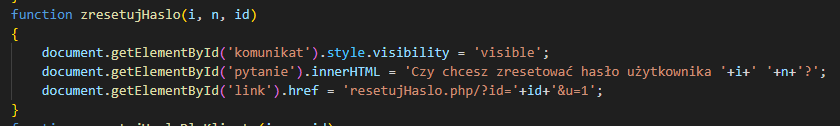 function zresetujHaslo(i, n, id)
{
document.getElementById('komunikat').style.visibility = 'visible';
document.getElementById('pytanie').innerHTML = 'Czy chcesz zresetować hasło użytkownika '+i+' '+n+'?';
document.getElementById('link').href = 'resetujHaslo.php/?id='+id+'&u=1';
}